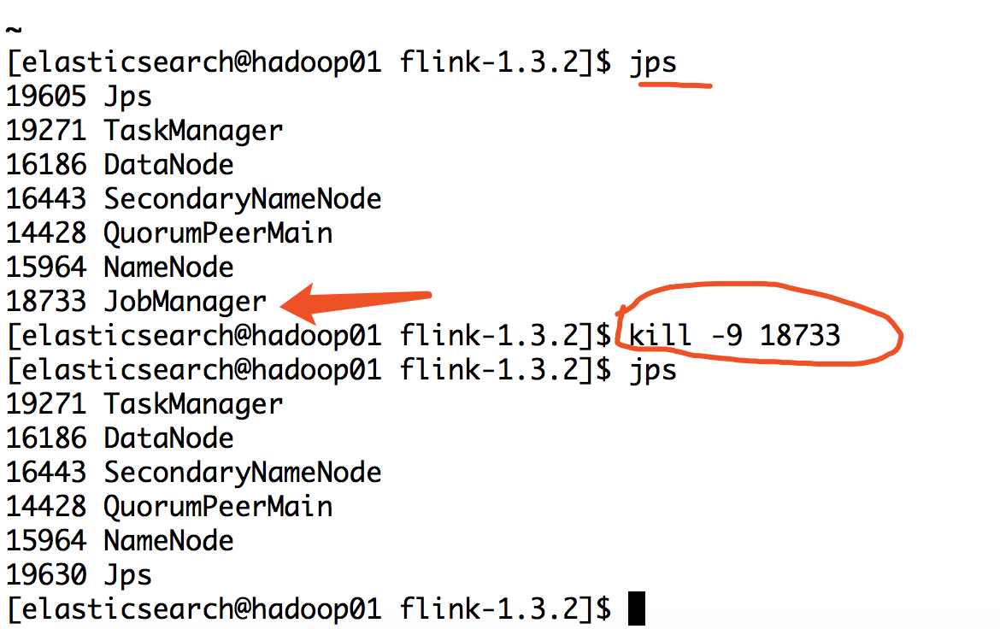 ~
[elasticsearch@hadoop01 flink-1.3.2]$ jps
19605 Jps
19271 TaskManager
16186 DataNode
16443 SecondaryNameNode
14428 QuorumPeerMain
15964 NameNode
18733 JobManager
[elasticsearch@hadoop01 flink-1.3.2]$ kill -9 18733
[elasticsearch@hadoop01 flink-1.3.2]$ jps
19271 TaskManager
16186 DataNode
16443 SecondaryNameNode
14428 QuorumPeerMain
15964 NameNode
19630 Jps
[elasticsearch@hadoop01 flink-1.3.2]$